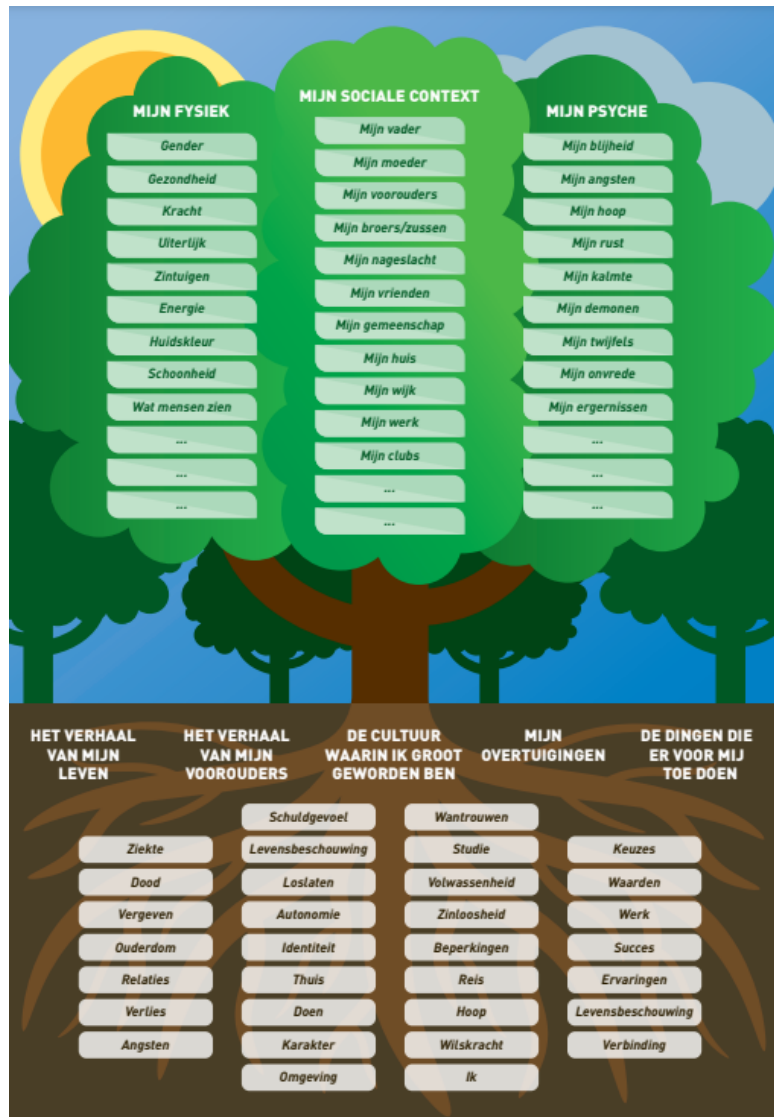 MIJN FYSIEK
Gender
Gezondheid
Kracht
Uiterlijk
Zintuigen
Energie
Huidskleur
Schoonheid
Wat mensen zien
...
...
...
MIJN SOCIALE CONTEXT
Mijn vader
Mijn moeder
Mijn voorouders
Mijn broers/zussen
Mijn nageslacht
Mijn vrienden
Mijn gemeenschap
Mijn huis
Mijn wijk
Mijn werk
Mijn clubs
...
...
MIJN PSYCHE
Mijn blijheid
Mijn angsten
Mijn hoop
Mijn rust
Mijn kalmte
Mijn demonen
Mijn twijfels
Mijn onvrede
Mijn ergernissen
...
...
...
HET VERHAAL
VAN MIJN
LEVEN
HET VERHAAL
VAN MIJN
VOOROUDERS
DE CULTUUR
WAARIN IK GROOT
GEWORDEN BEN
MIJN
OVERTUIGINGEN
DE DINGEN DIE
ER VOOR MIJ
TOE DOEN
Ziekte
Dood
Vergeven
Ouderdom
Relaties
Verlies
Angsten
Schuldgevoel
Levensbeschouwing
Loslaten
Autonomie
Identiteit
Thuis
Doen
Karakter
Omgeving
Wantrouwen
Studie
Volwassenheid
Zinloosheid
Beperkingen
Reis
Hoop
Wilskracht
Ik
Keuzes
Waarden
Werk
Succes
Ervaringen
Levensbeschouwing
Verbinding